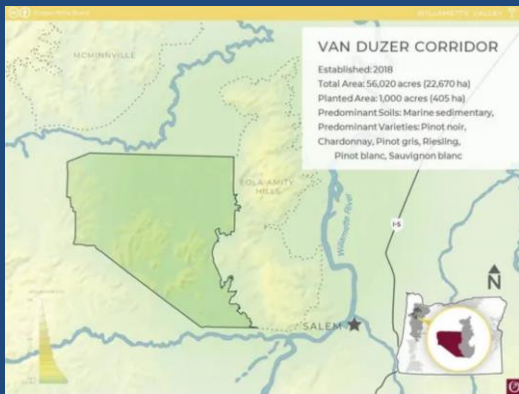 WILLAMETTE VALLEY
VAN DUZER CORRIDOR
Established: 2018
Total Area: 56,020 acres (22,670 ha)
Planted Area: 1,000 acres (405 ha)
Predominant Soils: Marine sedimentary,
Predominant Varieties: Pinot noir,
Chardonnay, Pinot gris, Riesling,
Pinot blanc, Sauvignon blanc
MCMINNVILLE
EOLA-AMITY
HILLS
Willamette River
I-5
N
SALEM